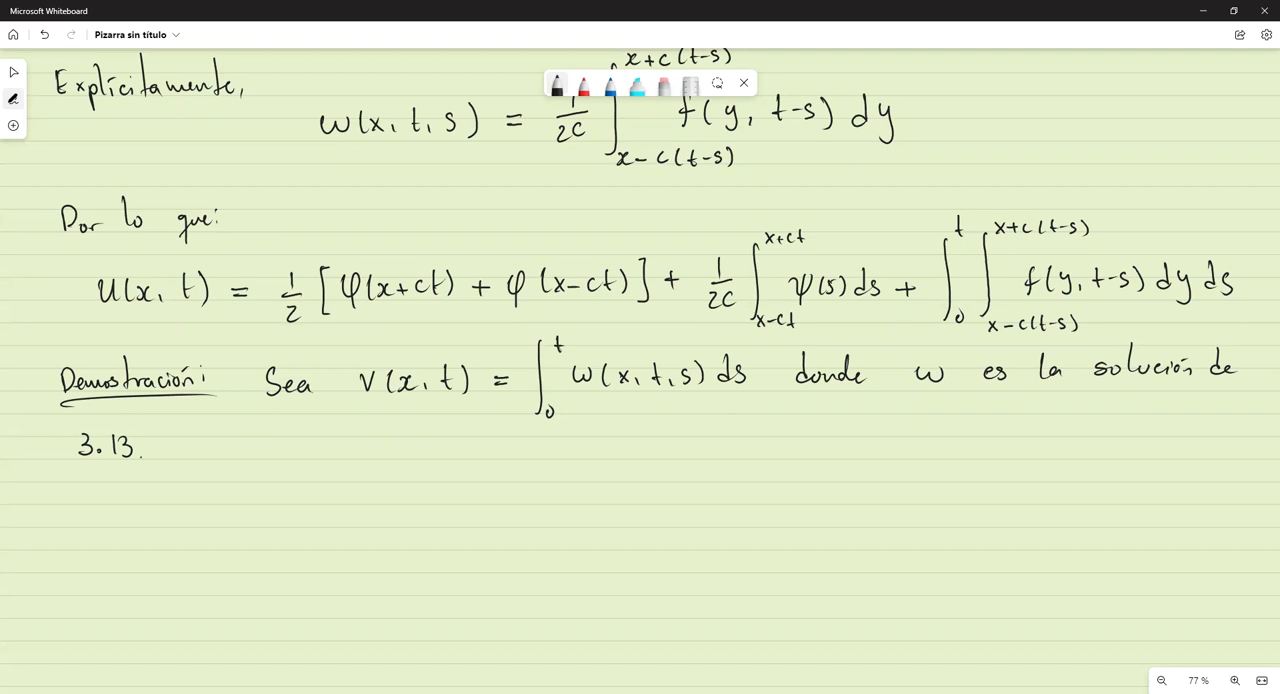 Microsoft Whiteboard
Pizarra sin título
Explícitamente,
w(x, t, s) = 1/2c ∫_{x-c(t-s)}^{x+c(t-s)} f(y, t-s) dy
Por lo que:
u(x, t) = 1/2 [φ(x+ct) + φ(x-ct)] + 1/2c ∫_{x-ct}^{x+ct} ψ(s) ds + ∫_0^t ∫_{x-c(t-s)}^{x+c(t-s)} f(y, t-s) dy ds
Demostración: Sea v(x, t) = ∫_0^t w(x, t, s) ds donde w es la solución de
3.13.
77 %